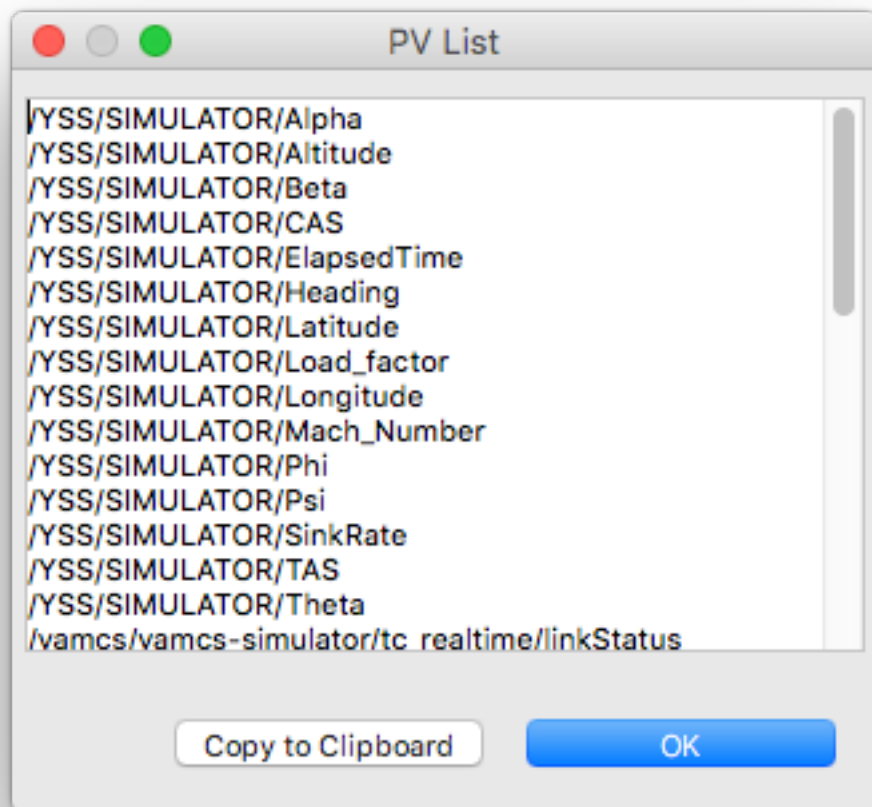 PV List
/YSS/SIMULATOR/Alpha
/YSS/SIMULATOR/Altitude
/YSS/SIMULATOR/Beta
/YSS/SIMULATOR/CAS
/YSS/SIMULATOR/ElapsedTime
/YSS/SIMULATOR/Heading
/YSS/SIMULATOR/Latitude
/YSS/SIMULATOR/Load_factor
/YSS/SIMULATOR/Longitude
/YSS/SIMULATOR/Mach_Number
/YSS/SIMULATOR/Phi
/YSS/SIMULATOR/Psi
/YSS/SIMULATOR/SinkRate
/YSS/SIMULATOR/TAS
/YSS/SIMULATOR/Theta
/yamcs/yamcs-simulator/tc_realtime/linkStatus
Copy to Clipboard
OK